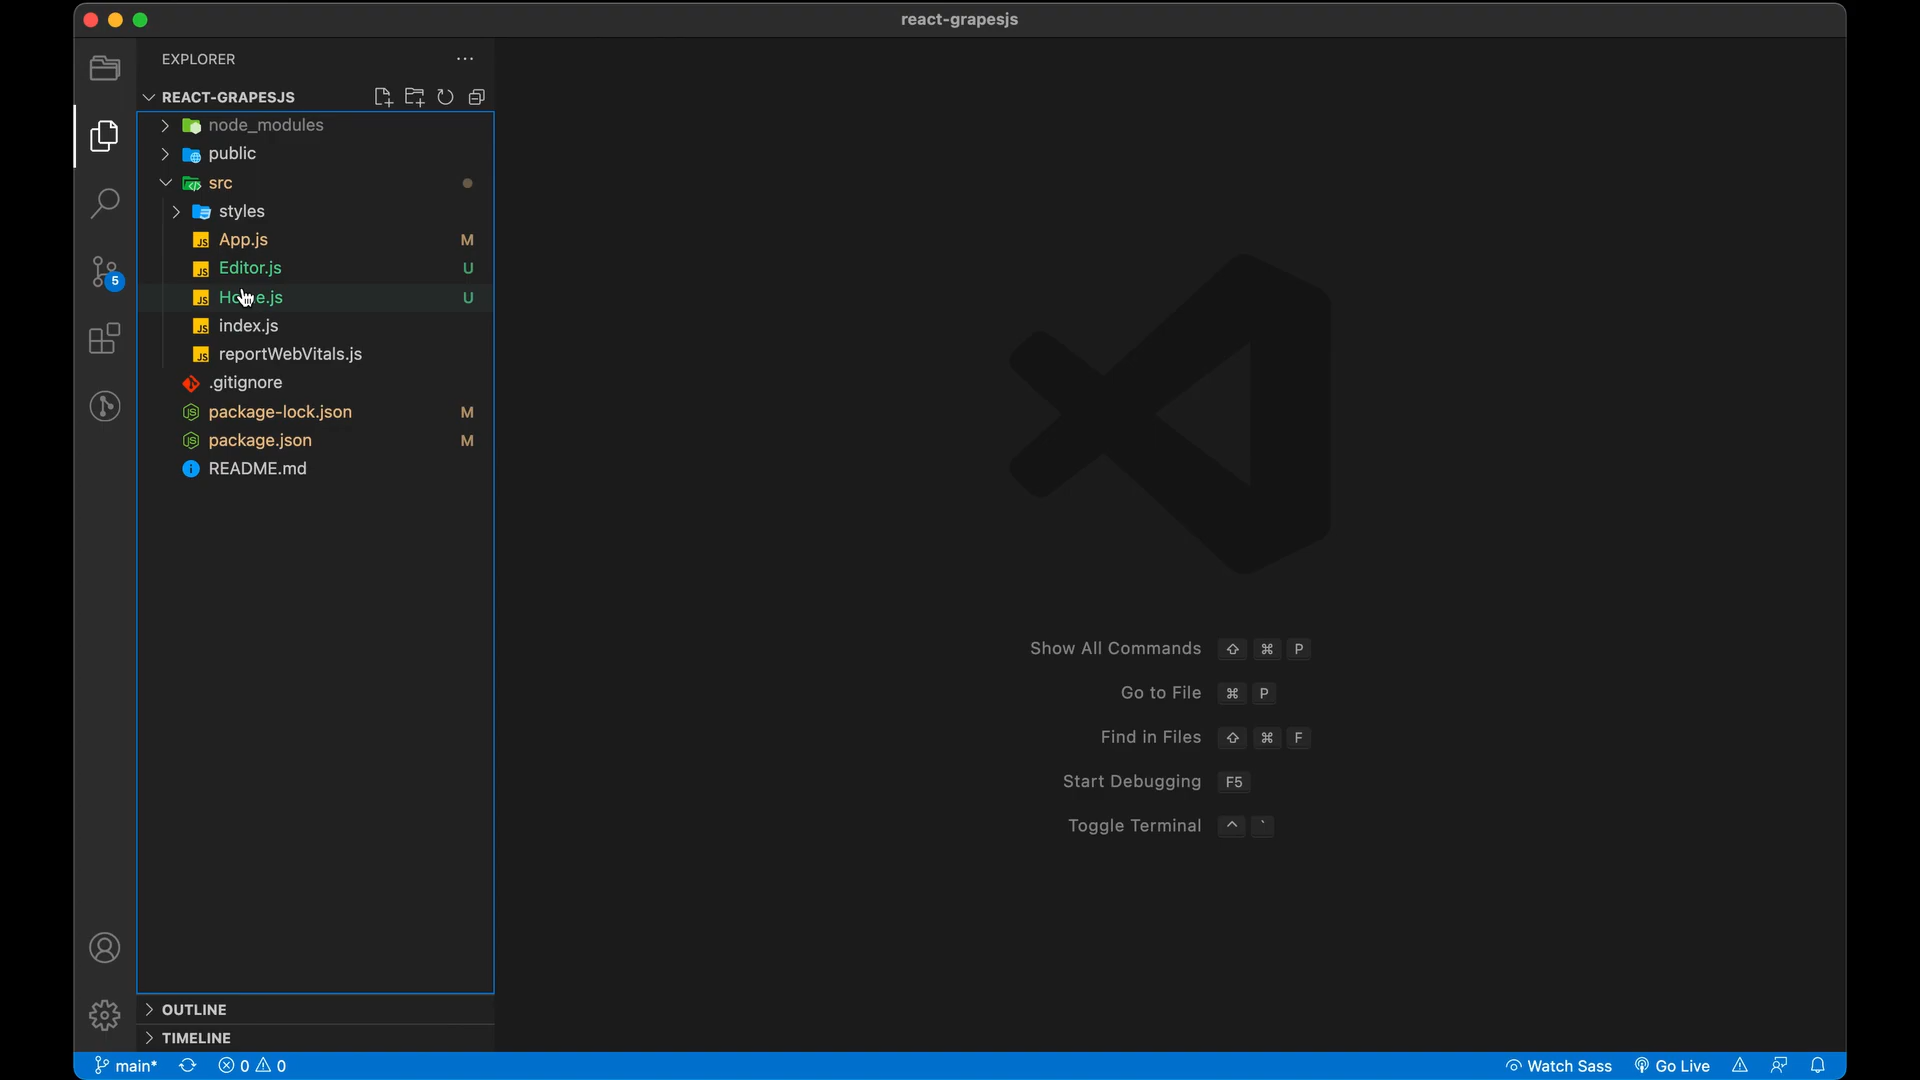 react-grapesjs
EXPLORER
REACT-GRAPESJS
node_modules
public
src
styles
App.js M
Editor.js U
5
index.js
reportWebVitals.js
.gitignore
package-lock.json M
package.json M
README.md
Show All Commands ⇧ ⌘ P
Go to File ⌘ P
Find in Files ⇧ ⌘ F
Start Debugging F5
Toggle Terminal ^ `
OUTLINE
TIMELINE
main* 0 0 Watch Sass Go Live